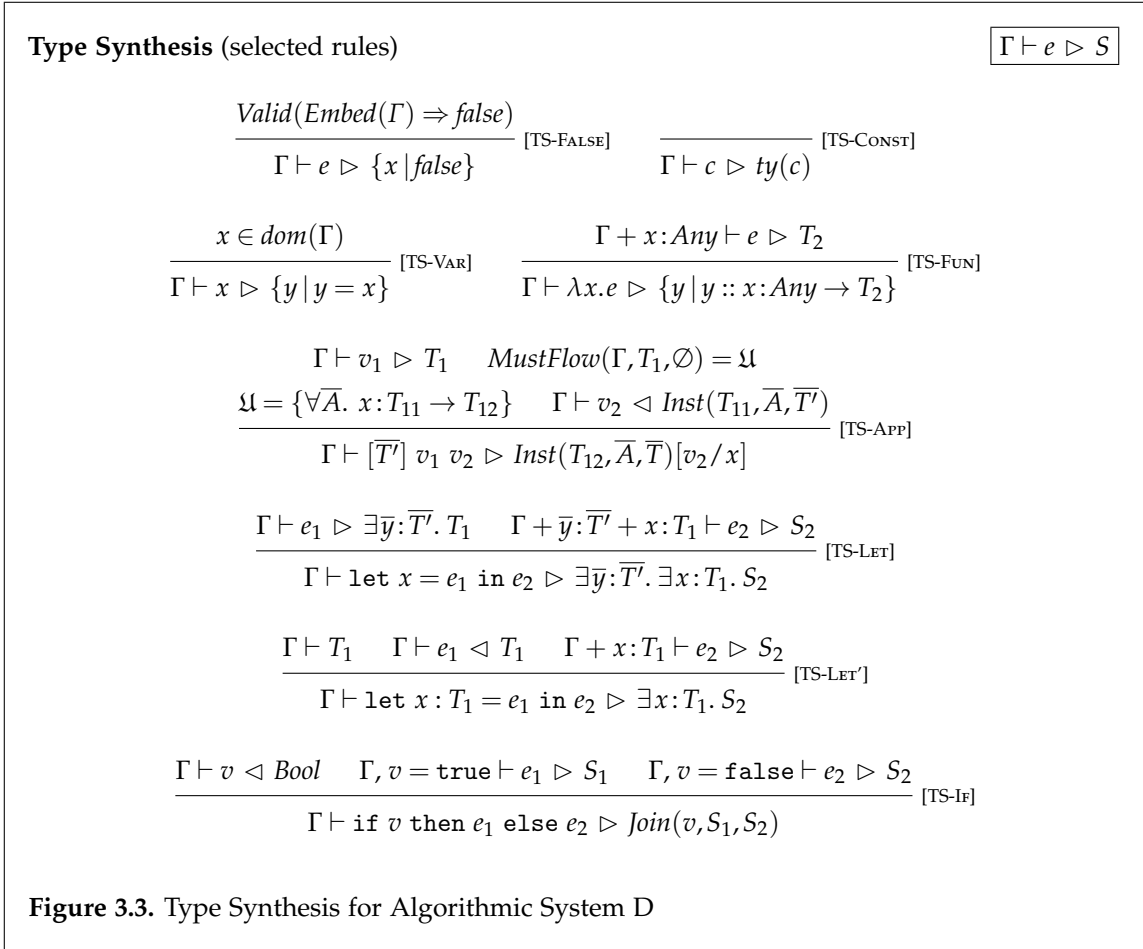 Type Synthesis (selected rules) Γ ⊢ e ▷ S
Valid(Embed(Γ) ⇒ false)
Γ ⊢ e ▷ {x | false} [TS-False]
Γ ⊢ c ▷ ty(c) [TS-Const]
x ∈ dom(Γ)
Γ ⊢ x ▷ {y | y = x} [TS-Var]
Γ + x:Any ⊢ e ▷ T₂
Γ ⊢ λx.e ▷ {y | y :: x:Any → T₂} [TS-Fun]
Γ ⊢ v₁ ▷ T₁ MustFlow(Γ, T₁, ∅) = 𝔘
𝔘 = {∀A̅. x:T₁₁ → T₁₂} Γ ⊢ v₂ ◁ Inst(T₁₁, A̅, T̅′)
Γ ⊢ [T̅′] v₁ v₂ ▷ Inst(T₁₂, A̅, T̅)[v₂/x] [TS-App]
Γ ⊢ e₁ ▷ ∃y̅:T̅′. T₁ Γ + y̅:T̅′ + x:T₁ ⊢ e₂ ▷ S₂
Γ ⊢ let x = e₁ in e₂ ▷ ∃y̅:T̅′. ∃x:T₁. S₂ [TS-Let]
Γ ⊢ T₁ Γ ⊢ e₁ ◁ T₁ Γ + x:T₁ ⊢ e₂ ▷ S₂
Γ ⊢ let x : T₁ = e₁ in e₂ ▷ ∃x:T₁. S₂ [TS-Let′]
Γ ⊢ v ◁ Bool Γ, v = true ⊢ e₁ ▷ S₁ Γ, v = false ⊢ e₂ ▷ S₂
Γ ⊢ if v then e₁ else e₂ ▷ Join(v, S₁, S₂) [TS-If]
Figure 3.3. Type Synthesis for Algorithmic System D